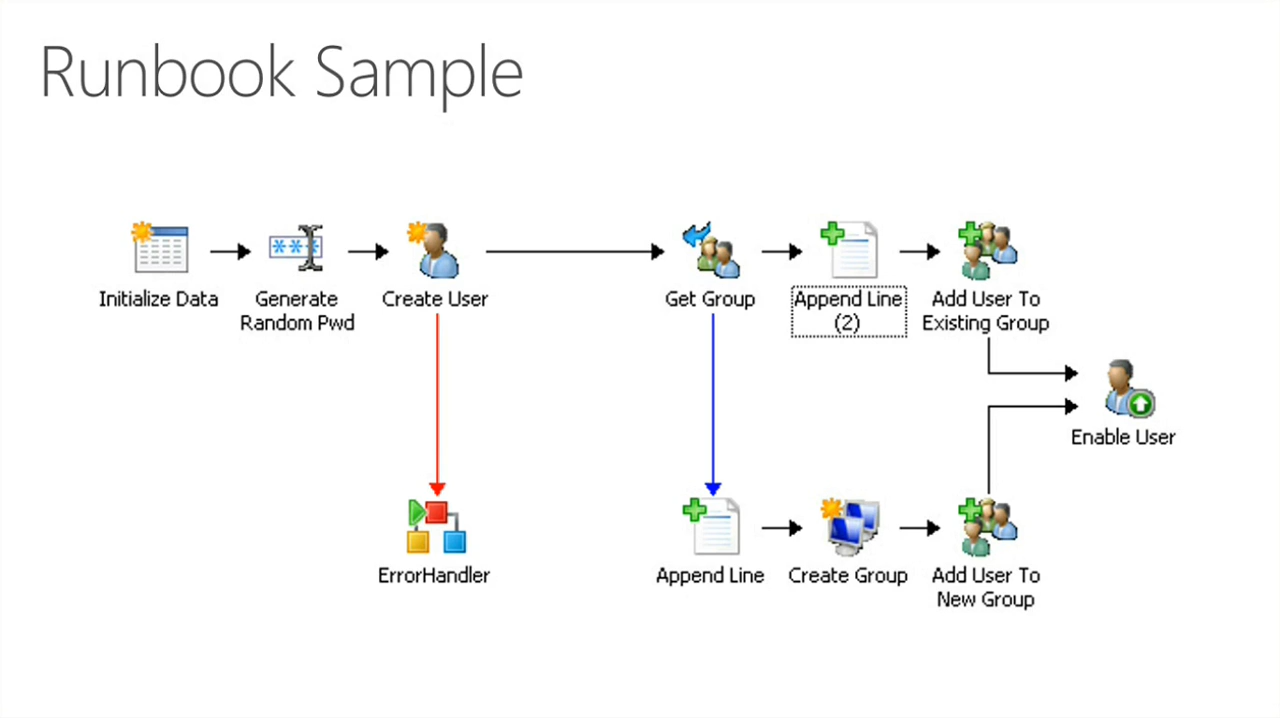 Runbook Sample
Initialize Data
Generate
Random Pwd
Create User
Get Group
Append Line
(2)
Add User To
Existing Group
Enable User
ErrorHandler
Append Line
Create Group
Add User To
New Group